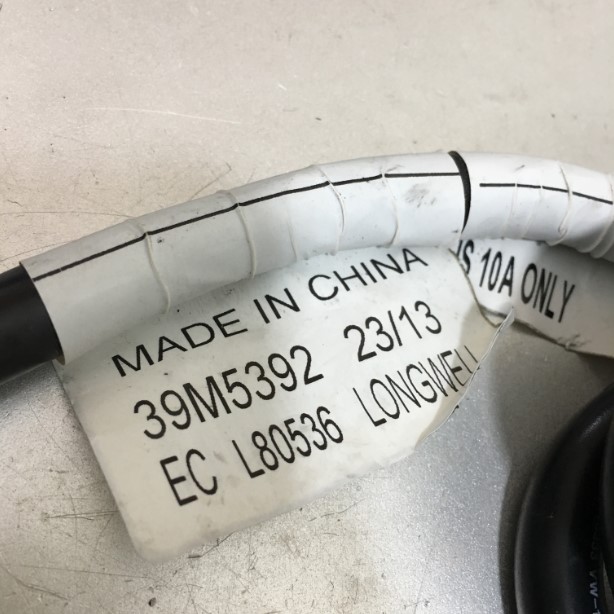 MADE IN CHINA
39M5392 23/13
EC L80536 LONGWELL
10A ONLY